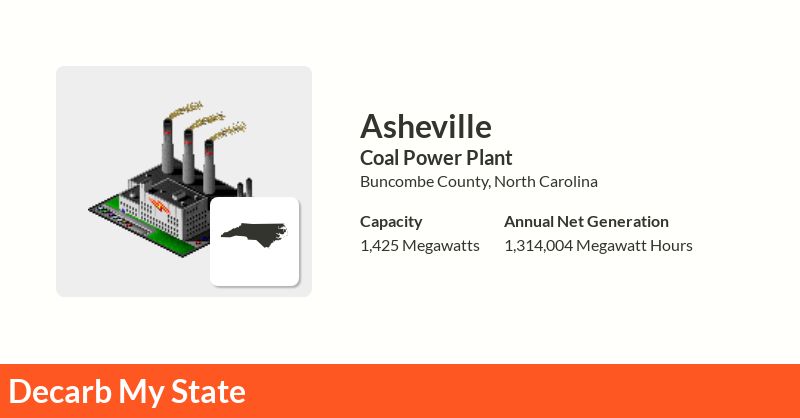 Asheville
Coal Power Plant
Buncombe County, North Carolina
Capacity
Annual Net Generation
1,425 Megawatts
1,314,004 Megawatt Hours
Decarb My State